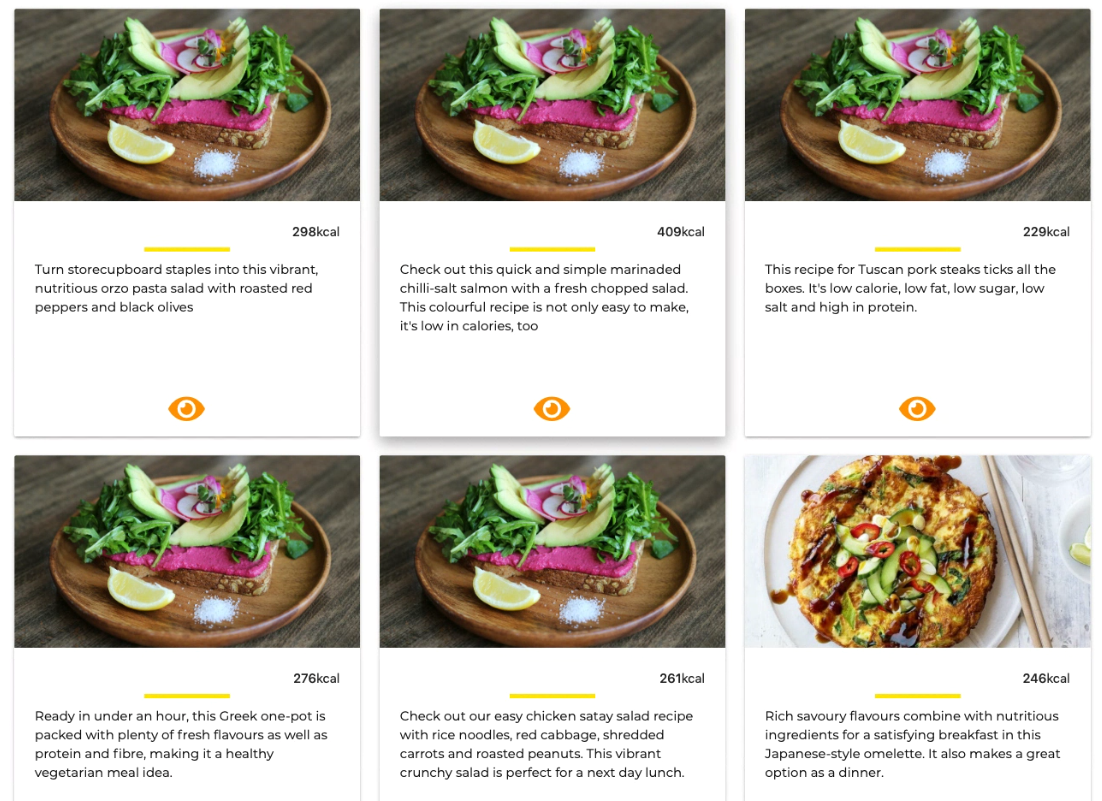 298kcal
Turn storecupboard staples into this vibrant,
nutritious orzo pasta salad with roasted red
peppers and black olives
409kcal
Check out this quick and simple marinaded
chilli-salt salmon with a fresh chopped salad.
This colourful recipe is not only easy to make,
it's low in calories, too
229kcal
This recipe for Tuscan pork steaks ticks all the
boxes. It's low calorie, low fat, low sugar, low
salt and high in protein.
276kcal
Ready in under an hour, this Greek one-pot is
packed with plenty of fresh flavours as well as
protein and fibre, making it a healthy
vegetarian meal idea.
261kcal
Check out our easy chicken satay salad recipe
with rice noodles, red cabbage, shredded
carrots and roasted peanuts. This vibrant
crunchy salad is perfect for a next day lunch.
246kcal
Rich savoury flavours combine with nutritious
ingredients for a satisfying breakfast in this
Japanese-style omelette. It also makes a great
option as a dinner.